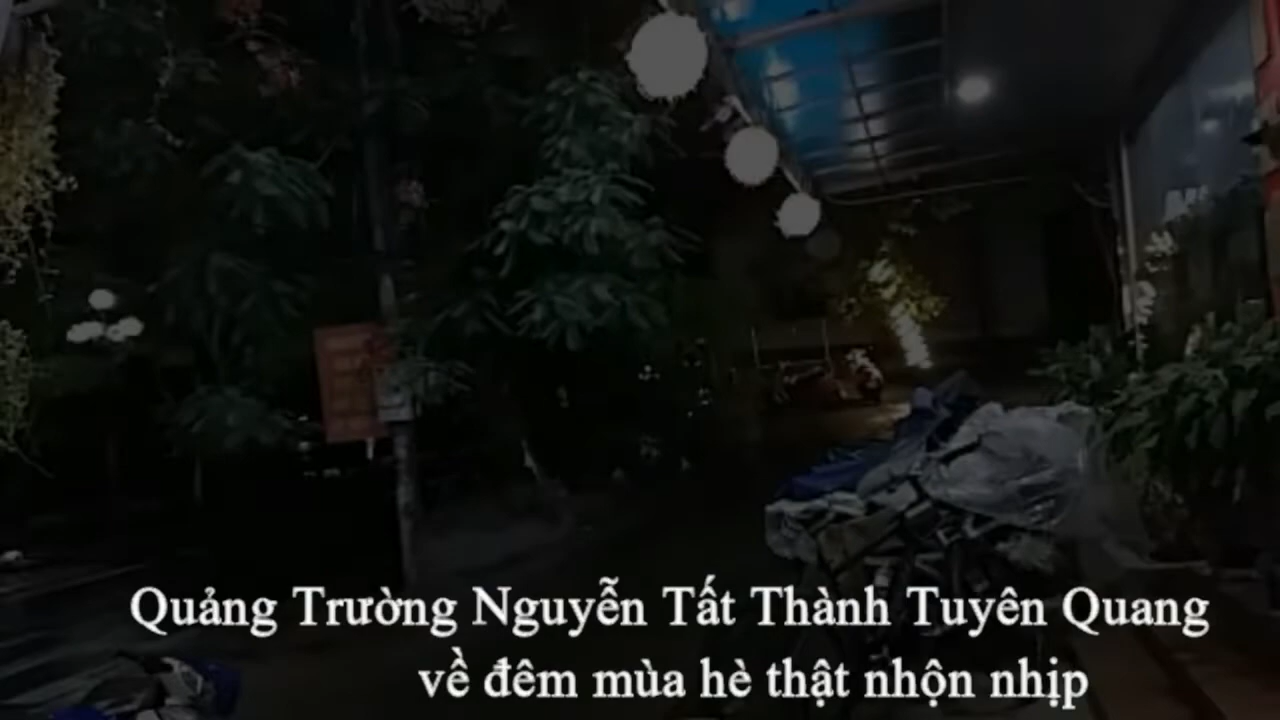 Quảng Trường Nguyễn Tất Thành Tuyên Quang
về đêm mùa hè thật nhộn nhịp